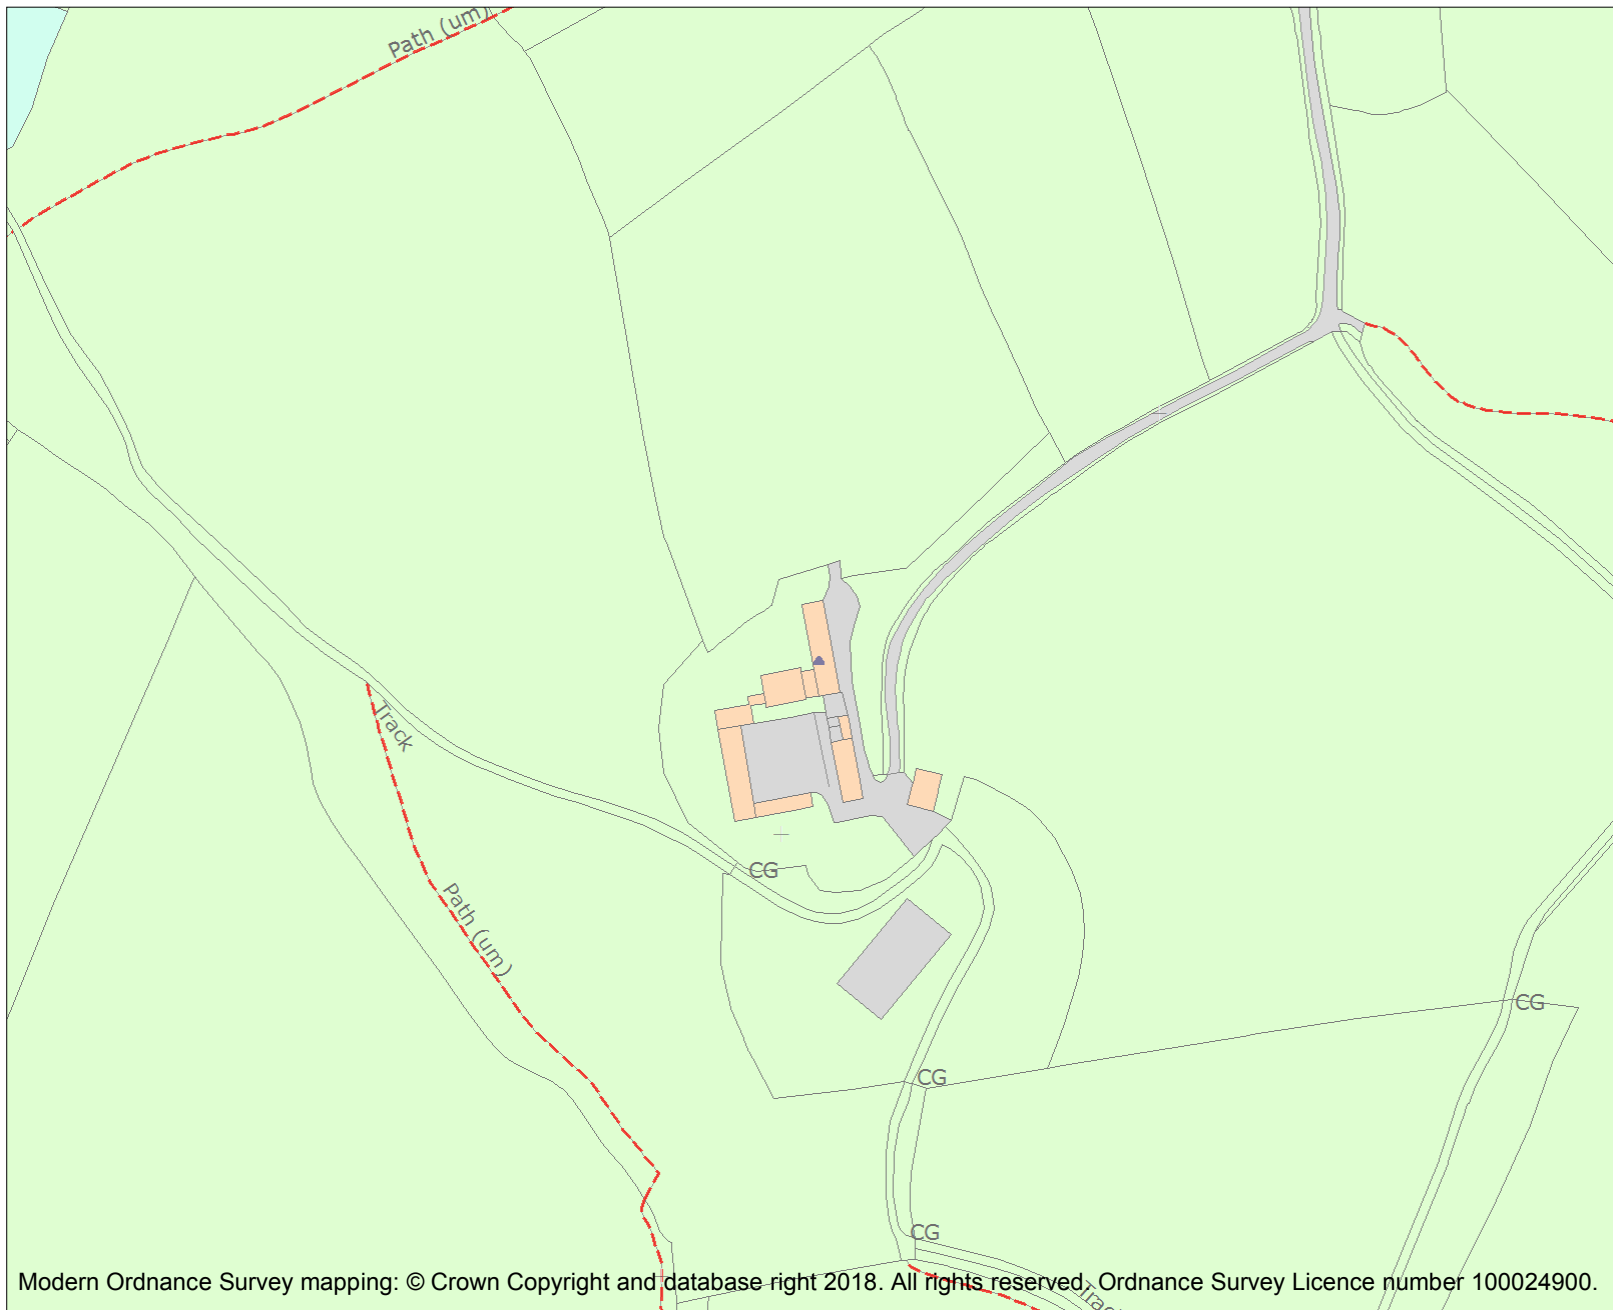 Path (um)
Track
CG
Path (um)
CG
CG
CG
Track
Modern Ordnance Survey mapping: © Crown Copyright and database right 2018. All rights reserved. Ordnance Survey Licence number 100024900.